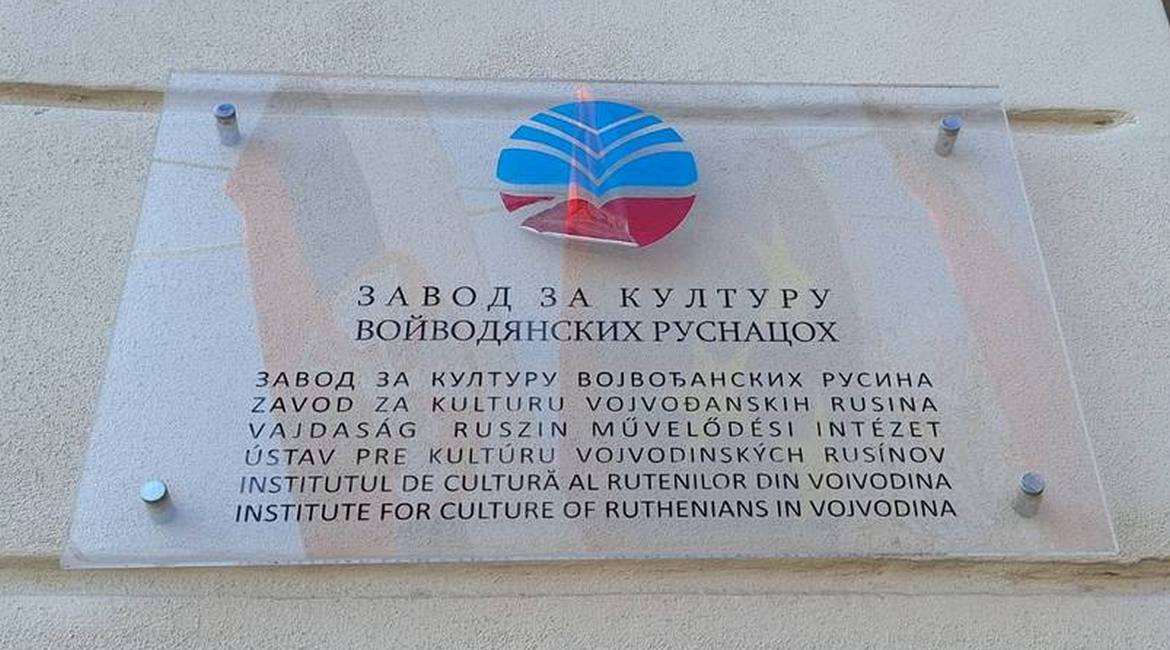 ЗАВОД ЗА КУЛТУРУ
ВОЙВОДЯНСКИХ РУСНАЦОХ
ЗАВОД ЗА КУЛТУРУ ВОЈВОЂАНСКИХ РУСИНА
ZAVOD ZA KULTURU VOJVOĐANSKIH RUSINA
VAJDASÁG RUSZIN MŰVELŐDÉSI INTÉZET
ÚSTAV PRE KULTÚRU VOJVODINSKÝCH RUSÍNOV
INSTITUTUL DE CULTURĂ AL RUTENILOR DIN VOIVODINA
INSTITUTE FOR CULTURE OF RUTHENIANS IN VOJVODINA